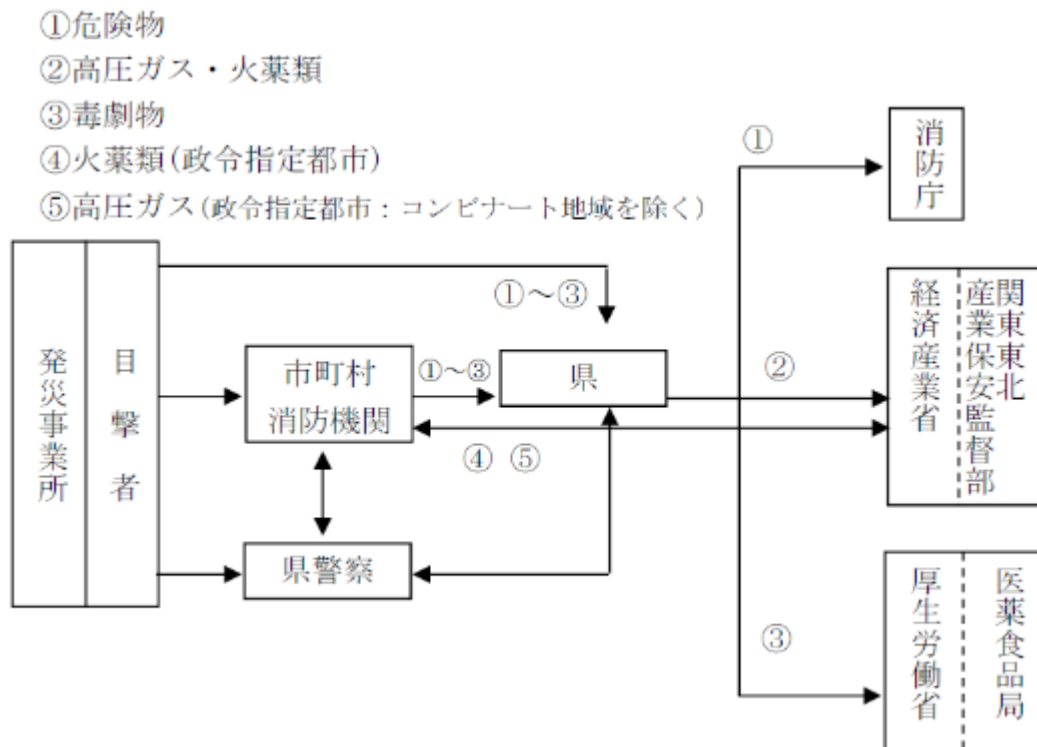 ①危険物
②高圧ガス・火薬類
③毒劇物
④火薬類(政令指定都市)
⑤高圧ガス(政令指定都市：コンビナート地域を除く)
発災事業所
目撃者
①～③
市町村
消防機関
①～③
県
④ ⑤
県警察
①
消防庁
②
経済産業省
関東東北
産業保安監督部
③
厚生労働省
医薬食品局